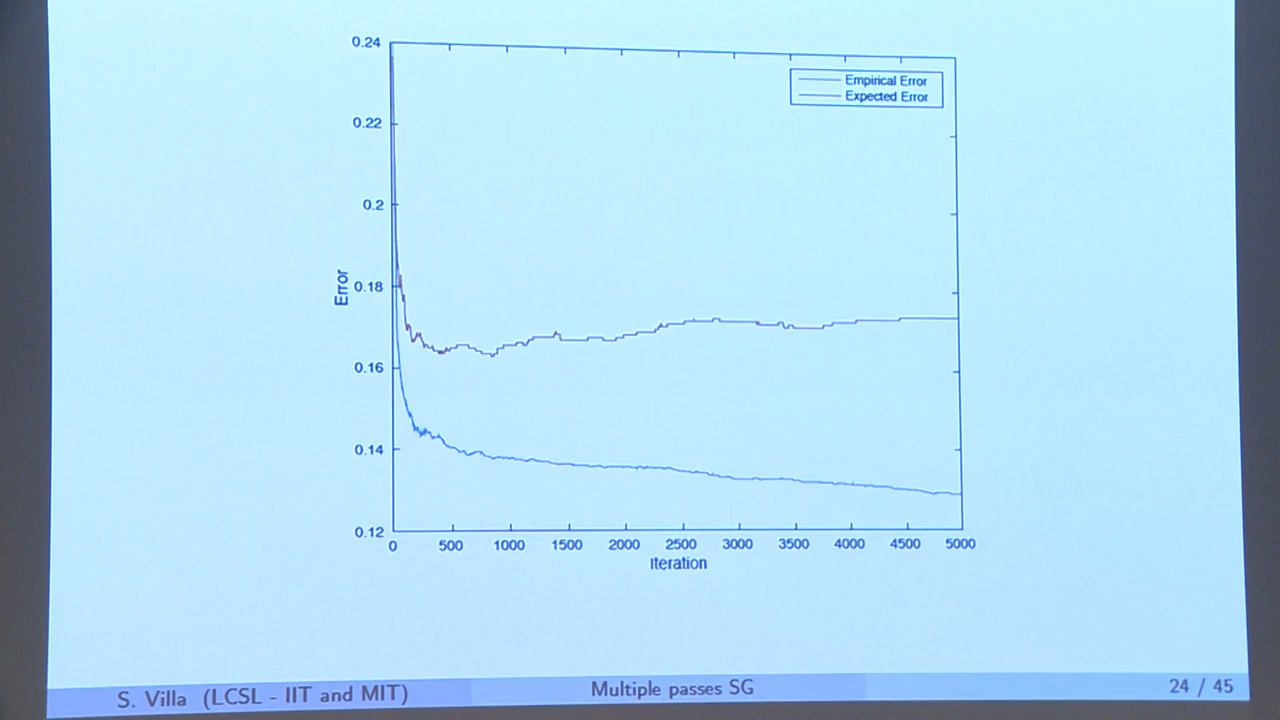 0.24
Empirical Error
Expected Error
0.22
0.2
0.18
Error
0.16
0.14
0.12
0 500 1000 1500 2000 2500 3000 3500 4000 4500 5000
Iteration
S. Villa (LCSL - IIT and MIT) Multiple passes SG 24 / 45